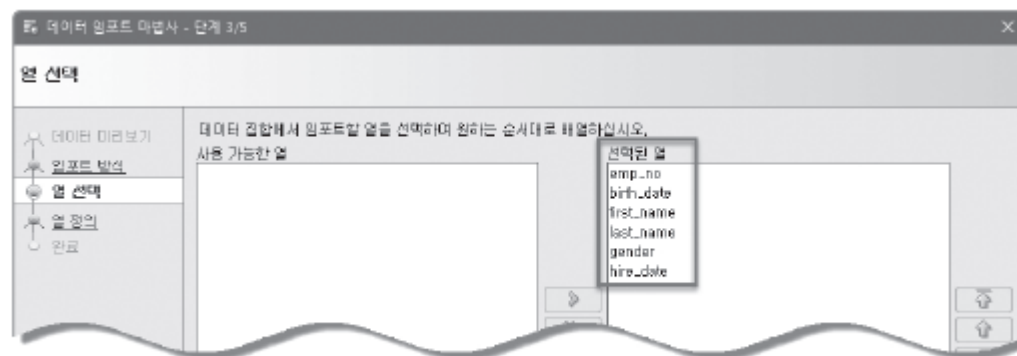 데이터 임포트 마법사 - 단계 3/5
열 선택
데이터 미리보기
임포트 방식
열 선택
열 정의
완료
데이터 집합에서 임포트할 열을 선택하여 원하는 순서대로 배열하십시오.
사용 가능한 열
선택된 열
emp_no
birth_date
first_name
last_name
gender
hire_date